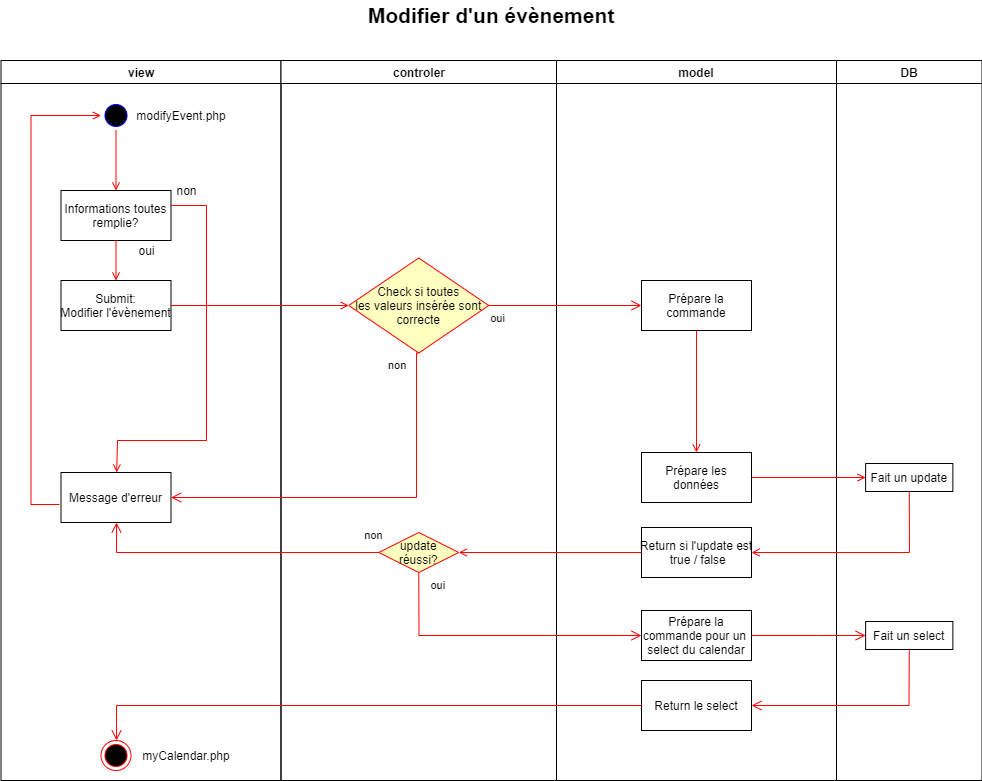 Modifier d'un évènement
view
controler
model
DB
modifyEvent.php
non
Informations toutes
remplie?
oui
Submit:
Modifier l'évènement
Check si toutes
les valeurs insérée sont
correcte
oui
non
Prépare la
commande
Message d'erreur
Prépare les
données
Fait un update
non
update
réussi?
oui
Return si l'update est
true / false
Prépare la
commande pour un
select du calendar
Fait un select
Return le select
myCalendar.php